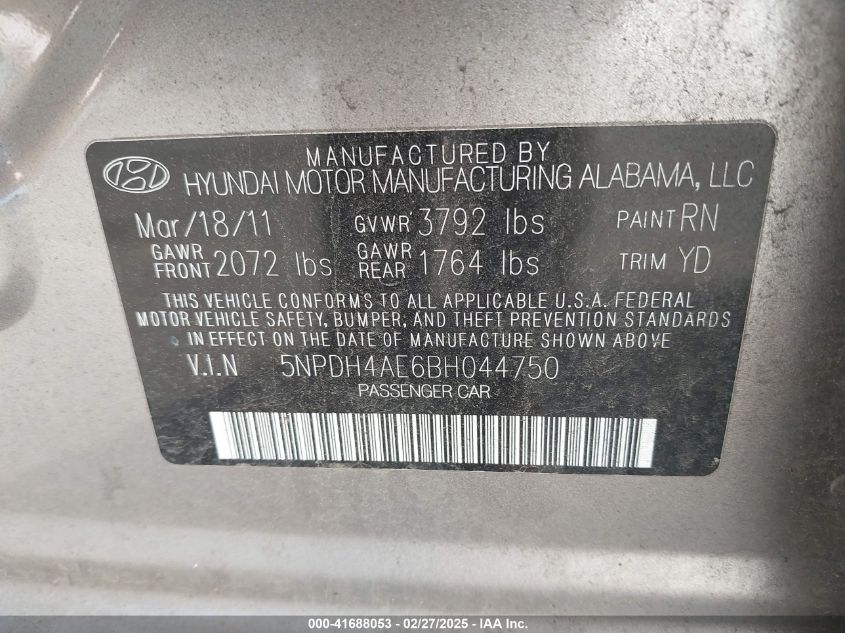 MANUFACTURED BY
HYUNDAI MOTOR MANUFACTURING ALABAMA, LLC
Mar/18/11 GVWR 3792 lbs PAINT RN
GAWR FRONT 2072 lbs GAWR REAR 1764 lbs TRIM YD
THIS VEHICLE CONFORMS TO ALL APPLICABLE U.S.A. FEDERAL
MOTOR VEHICLE SAFETY, BUMPER, AND THEFT PREVENTION STANDARDS
IN EFFECT ON THE DATE OF MANUFACTURE SHOWN ABOVE.
V.I.N 5NPDH4AE6BH044750
PASSENGER CAR
000-41688053 - 02/27/2025 - IAAI.COM